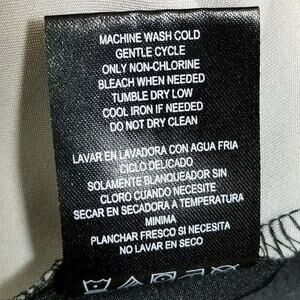 MACHINE WASH COLD
GENTLE CYCLE
ONLY NON-CHLORINE
BLEACH WHEN NEEDED
TUMBLE DRY LOW
COOL IRON IF NEEDED
DO NOT DRY CLEAN
LAVAR EN LAVADORA CON AGUA FRIA
CICLO DELICADO
SOLAMENTE BLANQUEADOR SIN
CLORO CUANDO NECESITE
SECAR EN SECADORA A TEMPERATURA
MINIMA
PLANCHAR FRESCO SI NECESITA
NO LAVAR EN SECO